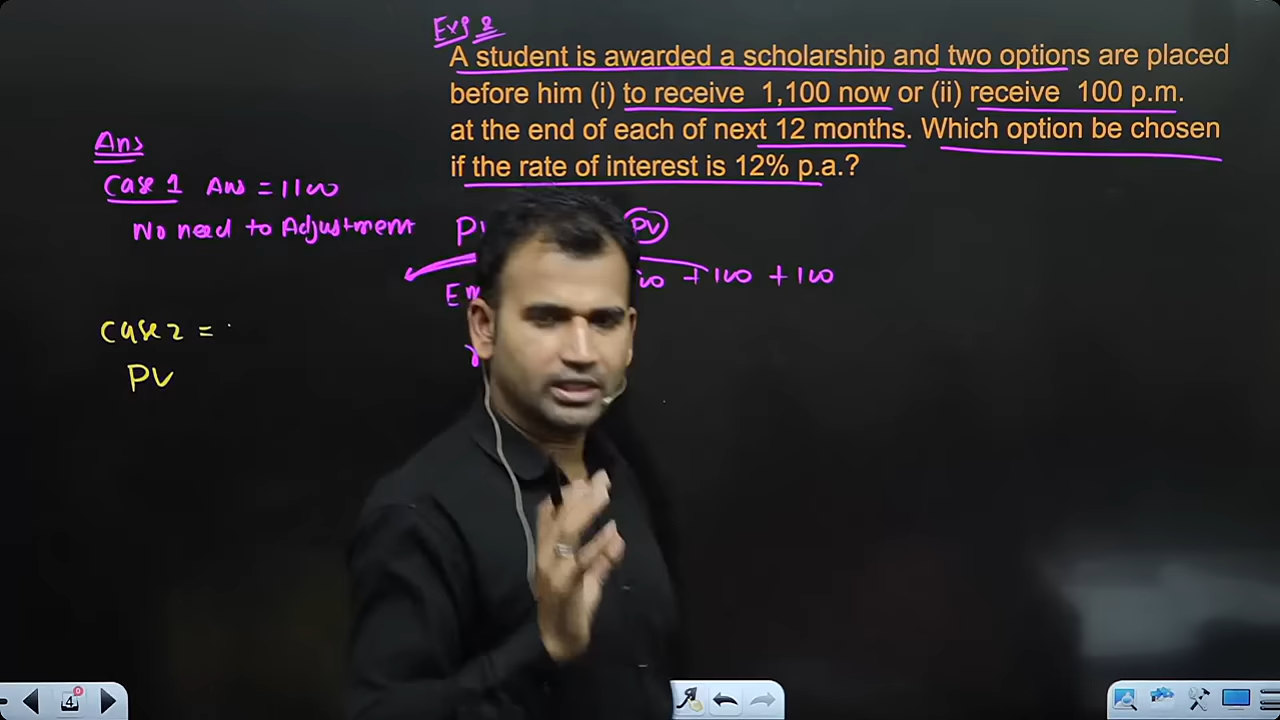 Exp 2
A student is awarded a scholarship and two options are placed
before him (i) to receive 1,100 now or (ii) receive 100 p.m.
at the end of each of next 12 months. Which option be chosen
if the rate of interest is 12% p.a.?
Ans
Case 1 Ans = 1100
No need to Adjustment
PV
+ 100 + 100
Case 2 =
PV
4